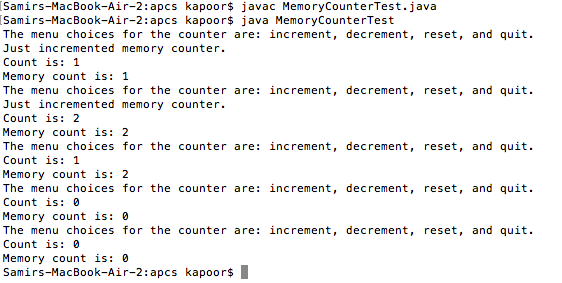 Samirs-MacBook-Air-2:apcs kapoor$ javac MemoryCounterTest.java
Samirs-MacBook-Air-2:apcs kapoor$ java MemoryCounterTest
The menu choices for the counter are: increment, decrement, reset, and quit.
Just incremented memory counter.
Count is: 1
Memory count is: 1
The menu choices for the counter are: increment, decrement, reset, and quit.
Just incremented memory counter.
Count is: 2
Memory count is: 2
The menu choices for the counter are: increment, decrement, reset, and quit.
Count is: 1
Memory count is: 2
The menu choices for the counter are: increment, decrement, reset, and quit.
Count is: 0
Memory count is: 0
The menu choices for the counter are: increment, decrement, reset, and quit.
Count is: 0
Memory count is: 0
Samirs-MacBook-Air-2:apcs kapoor$